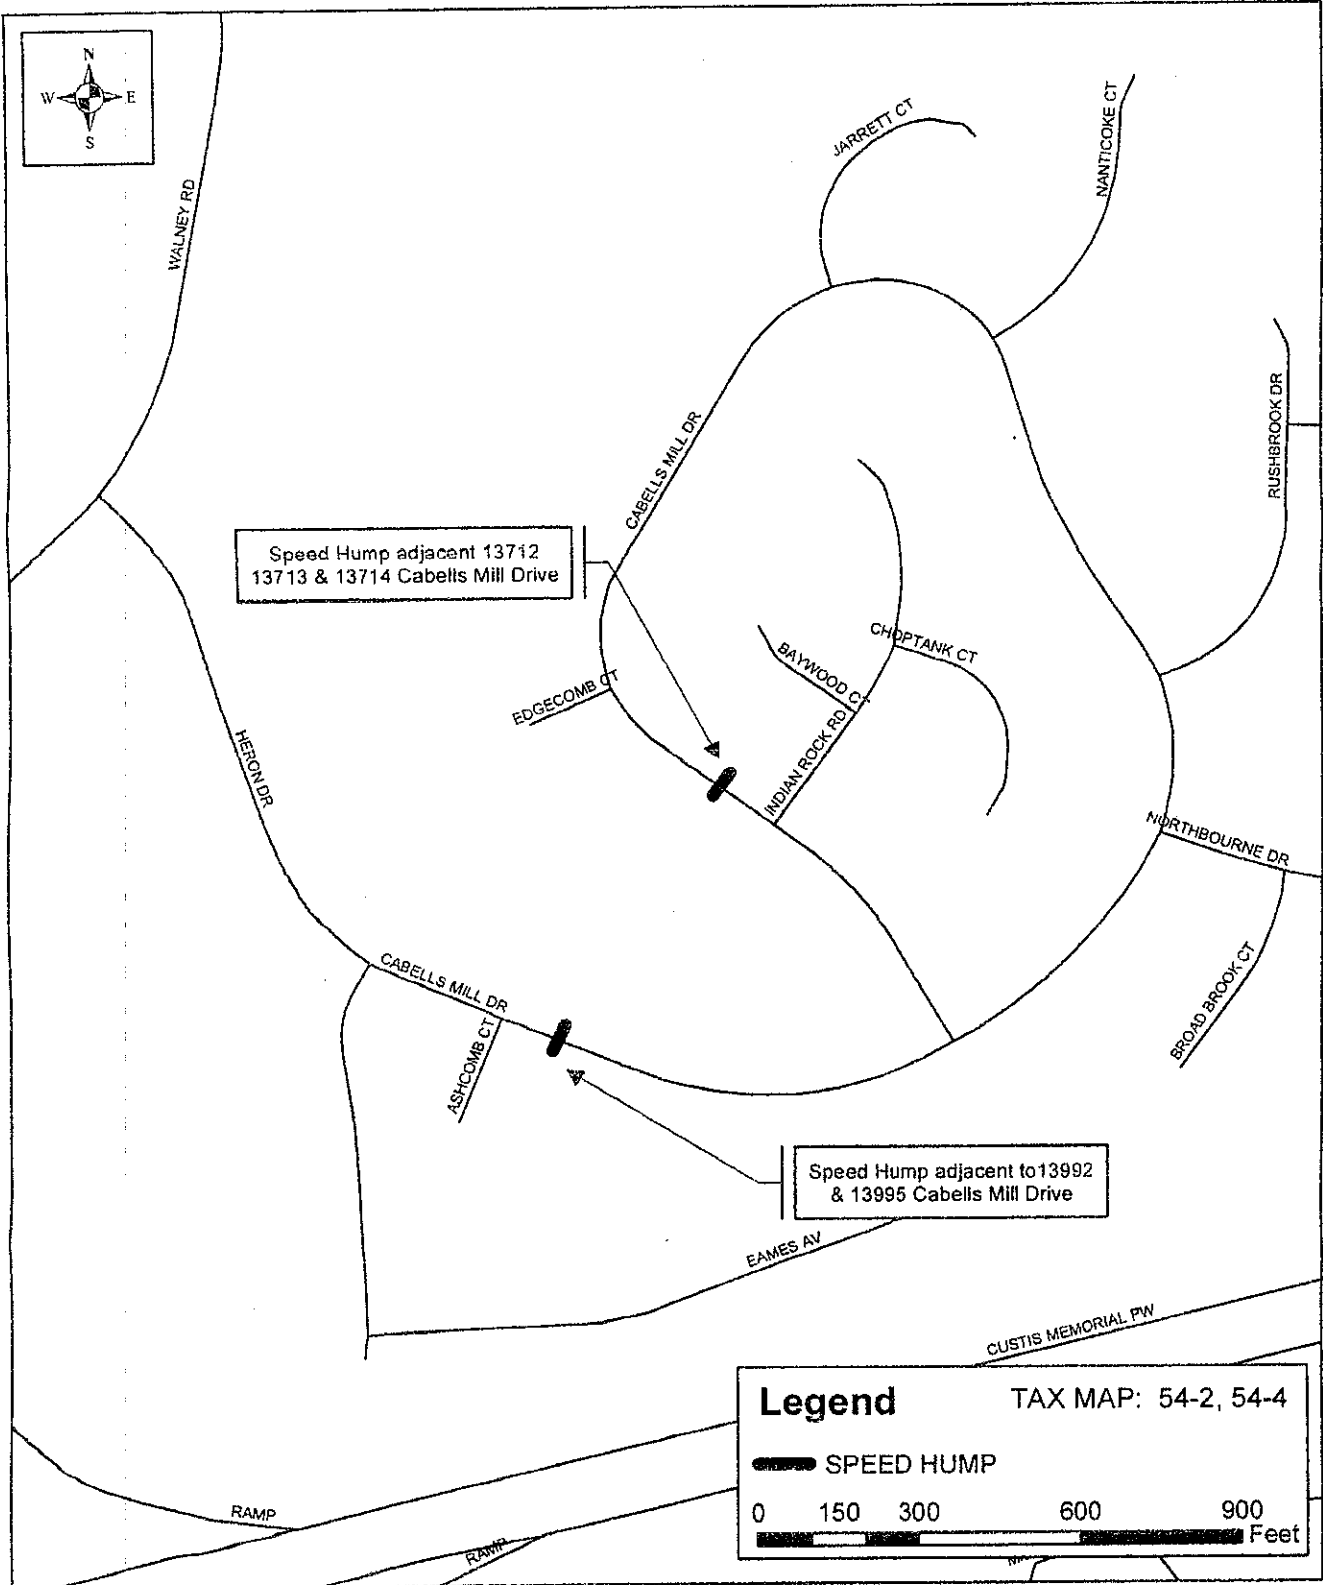 N
W E
S
WALNEY RD
JARRETT CT
NANTICOKE CT
RUSHBROOK DR
CABELLS MILL DR
Speed Hump adjacent 13712
13713 & 13714 Cabells Mill Drive
CHOPTANK CT
BAYWOOD CT
EDGECOMB CT
INDIAN ROCK RD
HERON DR
NORTHBOURNE DR
BROAD BROOK CT
CABELLS MILL DR
ASHCOMB CT
Speed Hump adjacent to13992
& 13995 Cabells Mill Drive
EAMES AV
CUSTIS MEMORIAL PW
Legend TAX MAP: 54-2, 54-4
SPEED HUMP
0 150 300 600 900
Feet
RAMP
RAMP